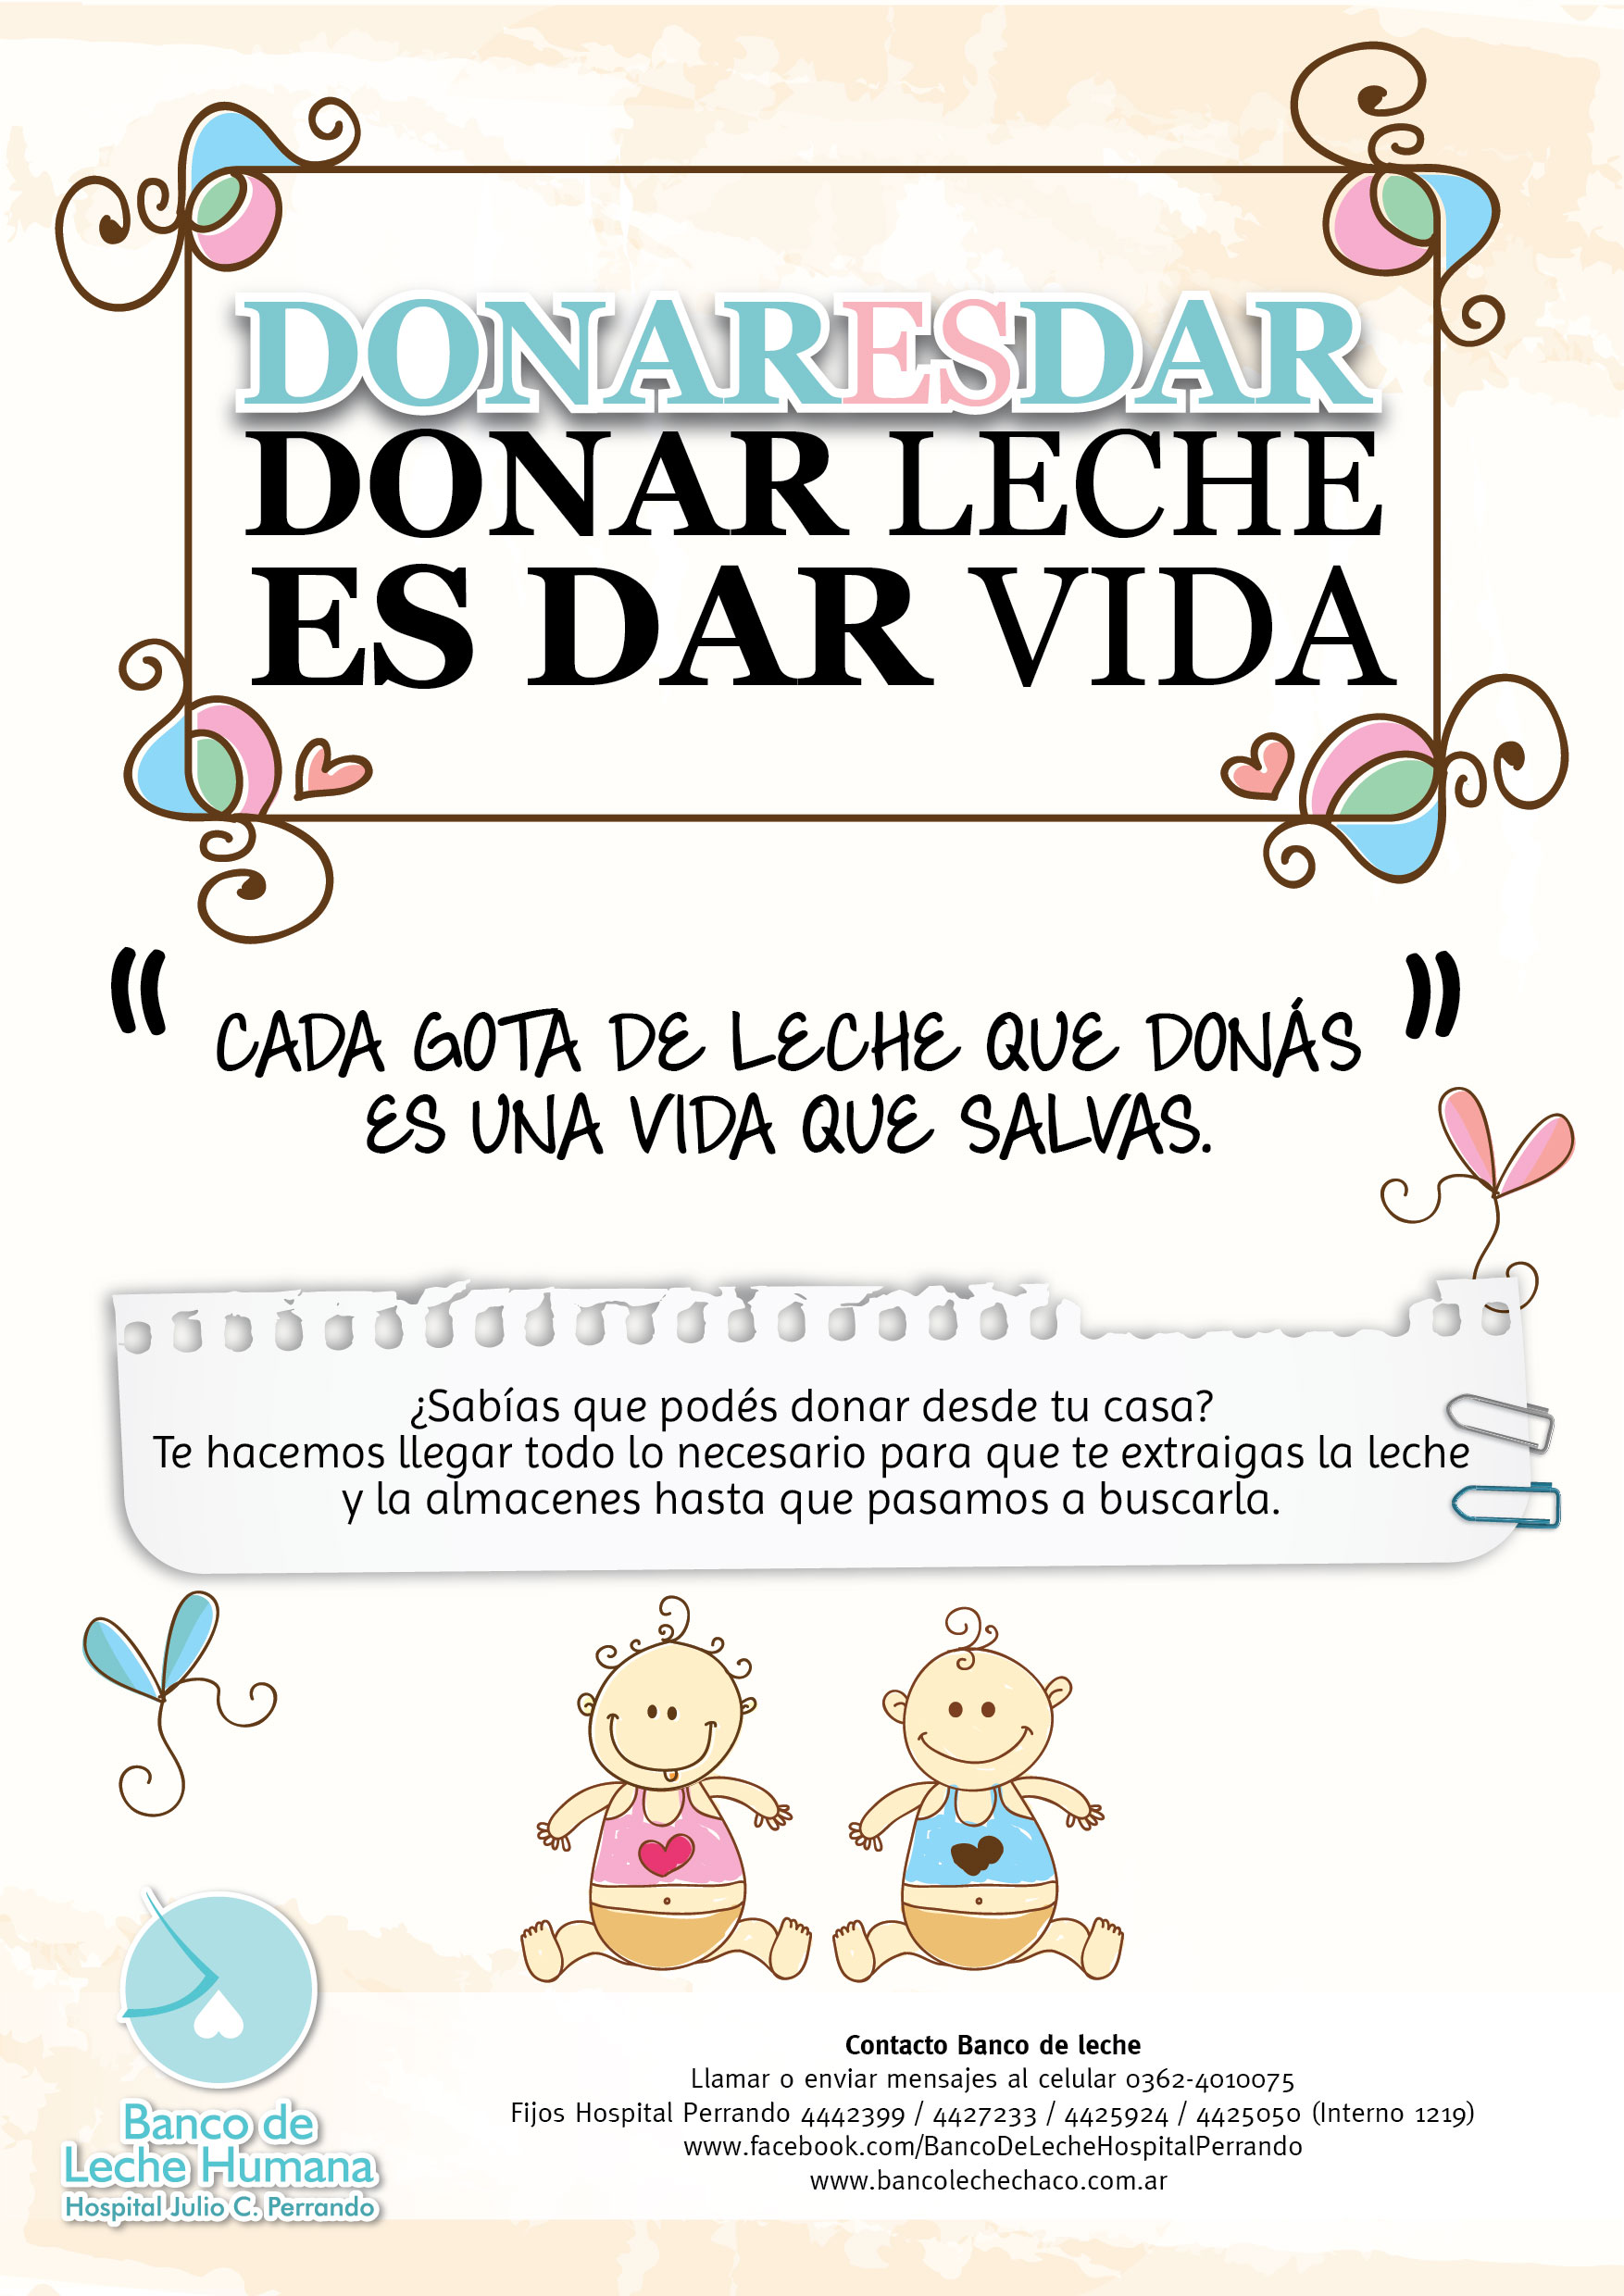 DONARESDAR
DONAR LECHE
ES DAR VIDA
" CADA GOTA DE LECHE QUE DONÁS "
ES UNA VIDA QUE SALVAS.
¿Sabías que podés donar desde tu casa?
Te hacemos llegar todo lo necesario para que te extraigas la leche
y la almacenes hasta que pasamos a buscarla.
Banco de
Leche Humana
Hospital Julio C. Perrando
Contacto Banco de leche
Llamar o enviar mensajes al celular 0362-4010075
Fijos Hospital Perrando 4442399 / 4427233 / 4425924 / 4425050 (Interno 1219)
www.facebook.com/BancoDeLecheHospitalPerrando
www.bancolechechaco.com.ar